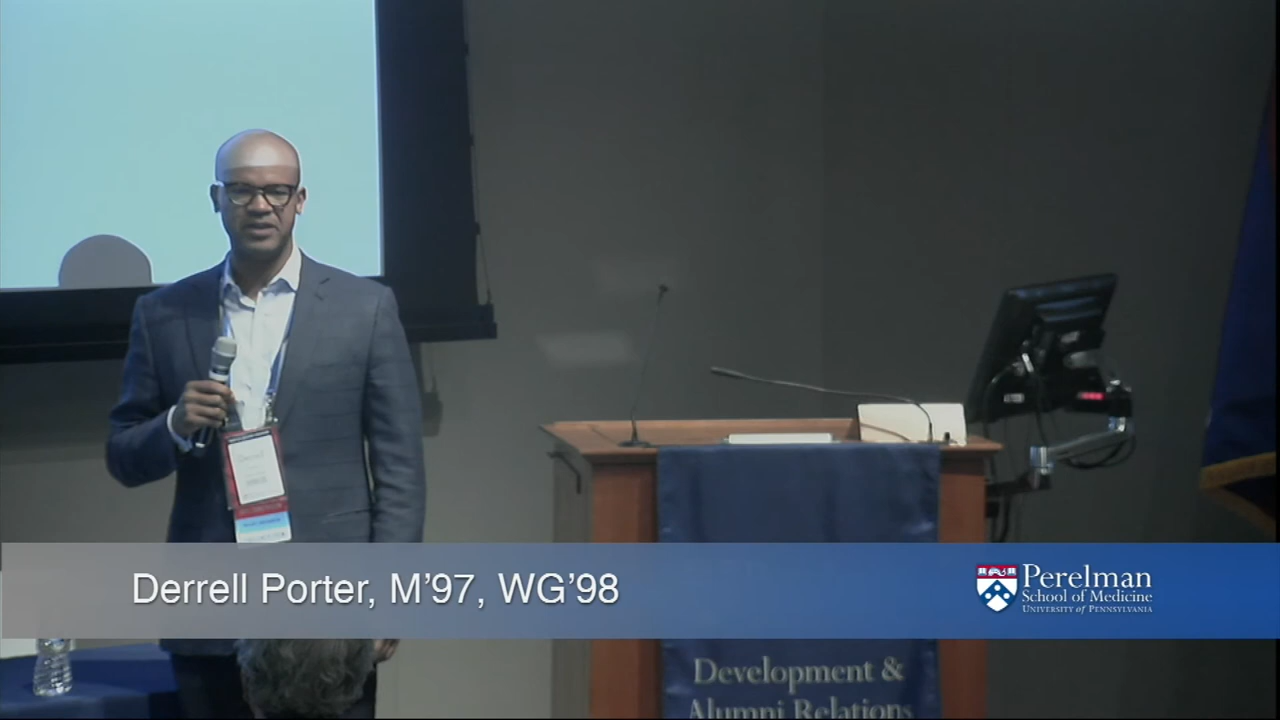 Derrell Porter, M’97, WG’98
Perelman
School of Medicine
University of Pennsylvania
Development &
Alumni Relations